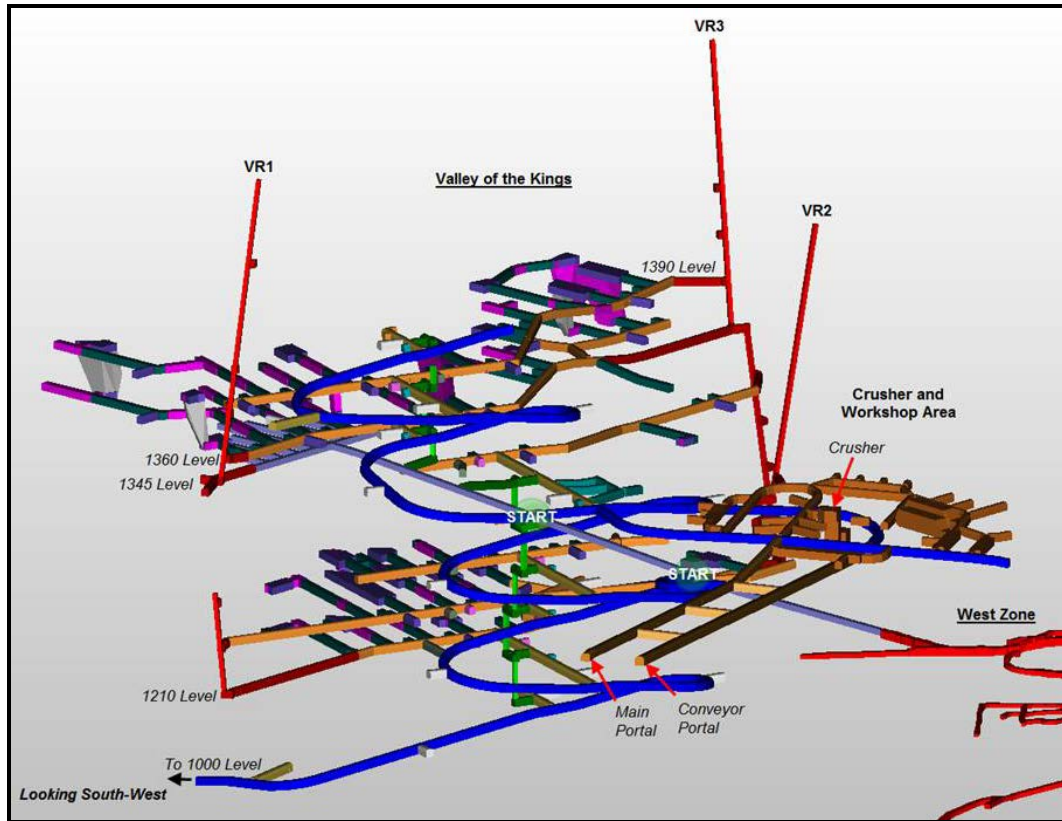 VR3
VR1
Valley of the Kings
VR2
1390 Level
Crusher and
Workshop Area
Crusher
1360 Level
1345 Level
START
START
West Zone
1210 Level
Main
Portal
Conveyor
Portal
To 1000 Level
Looking South-West